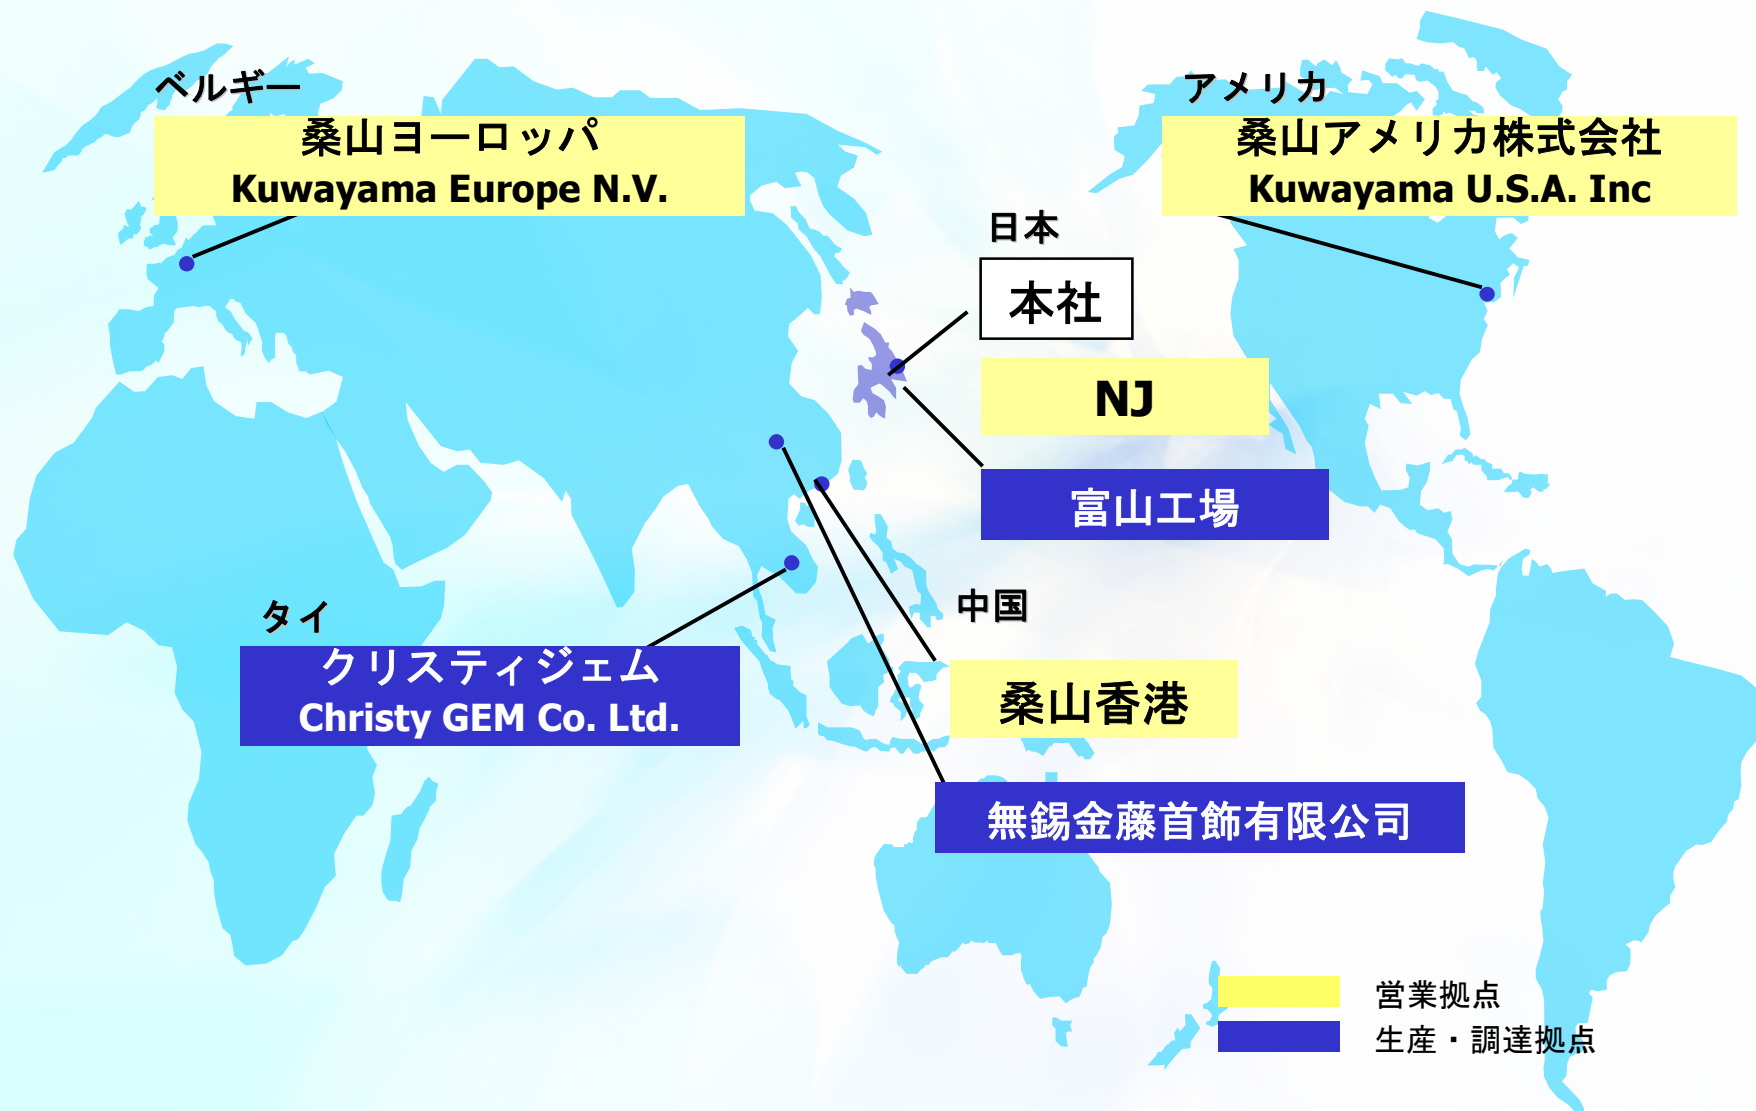 ベルギー
桑山ヨーロッパ
Kuwayama Europe N.V.
アメリカ
桑山アメリカ株式会社
Kuwayama U.S.A. Inc
日本
本社
NJ
富山工場
タイ
クリスティジェム
Christy GEM Co. Ltd.
中国
桑山香港
無錫金藤首飾有限公司
営業拠点
生産・調達拠点